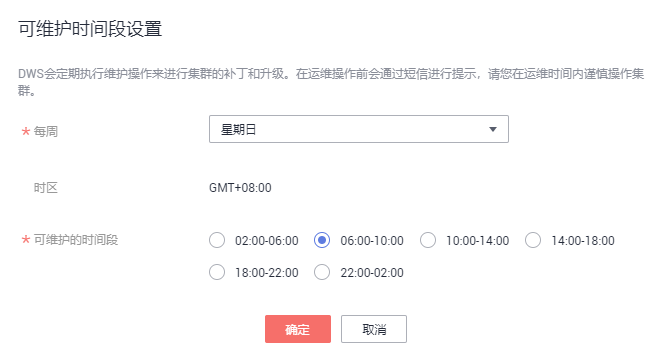 可维护时间段设置
DWS会定期执行维护操作来进行集群的补丁和升级。在运维操作前会通过短信进行提示，请您在运维时间内谨慎操作集
群。
* 每周 星期日
时区 GMT+08:00
* 可维护的时间段 02:00-06:00 06:00-10:00 10:00-14:00 14:00-18:00
18:00-22:00 22:00-02:00
确定 取消